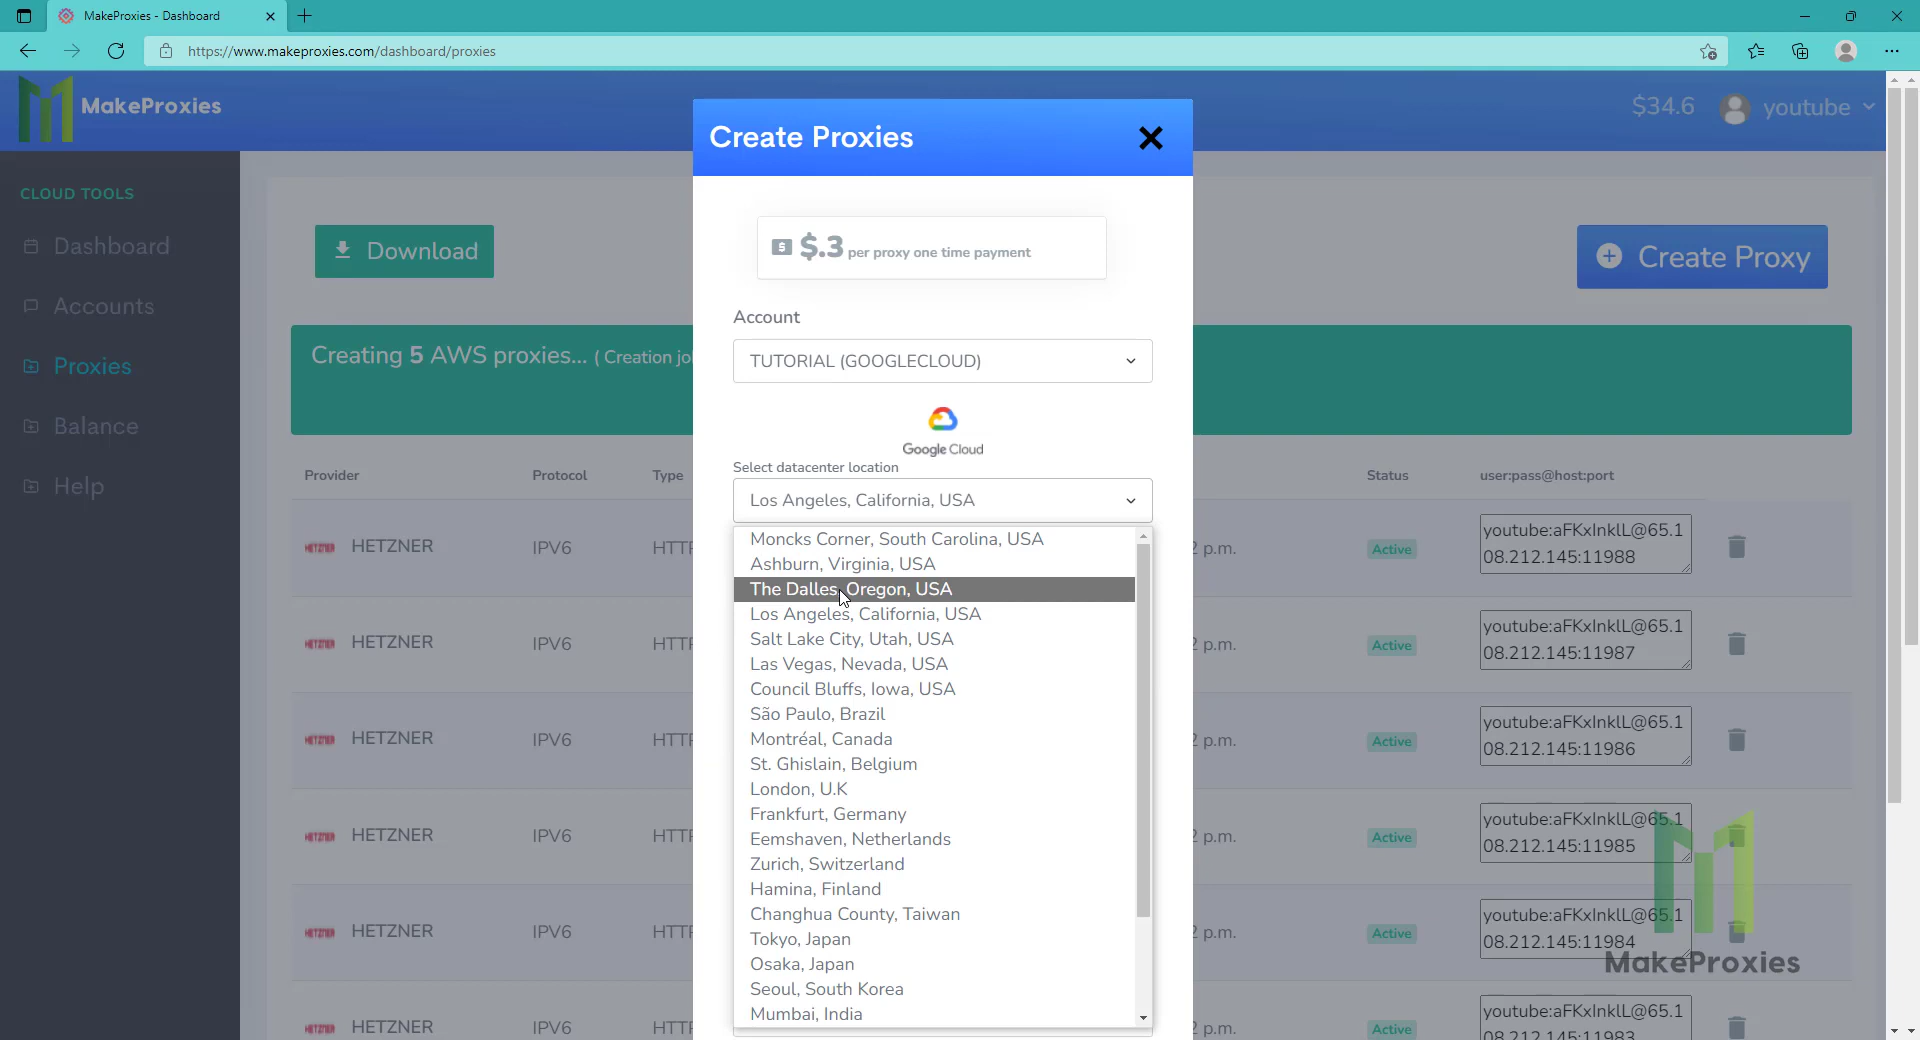 MakeProxies - Dashboard
https://www.makeproxies.com/dashboard/proxies
MakeProxies
$34.6
youtube
CLOUD TOOLS
Dashboard
Accounts
Proxies
Balance
Help
Download
Create Proxy
Creating 5 AWS proxies... ( Creation jo
Create Proxies
$.3 per proxy one time payment
Account
TUTORIAL (GOOGLECLOUD)
Google Cloud
Select datacenter location
Los Angeles, California, USA
Moncks Corner, South Carolina, USA
Ashburn, Virginia, USA
The Dalles, Oregon, USA
Los Angeles, California, USA
Salt Lake City, Utah, USA
Las Vegas, Nevada, USA
Council Bluffs, Iowa, USA
São Paulo, Brazil
Montréal, Canada
St. Ghislain, Belgium
London, U.K
Frankfurt, Germany
Eemshaven, Netherlands
Zurich, Switzerland
Hamina, Finland
Changhua County, Taiwan
Tokyo, Japan
Osaka, Japan
Seoul, South Korea
Mumbai, India
Provider Protocol Type Status user:pass@host:port
HETZNER HETZNER IPV6 HTTP 2 p.m. Active youtube:aFKxInklL@65.1
08.212.145:11988
HETZNER HETZNER IPV6 HTTP 2 p.m. Active youtube:aFKxInklL@65.1
08.212.145:11987
HETZNER HETZNER IPV6 HTTP 2 p.m. Active youtube:aFKxInklL@65.1
08.212.145:11986
HETZNER HETZNER IPV6 HTTP 2 p.m. Active youtube:aFKxInklL@65.1
08.212.145:11985
HETZNER HETZNER IPV6 HTTP 2 p.m. Active youtube:aFKxInklL@65.1
08.212.145:11984
HETZNER HETZNER IPV6 HTTP 2 p.m. Active youtube:aFKxInklL@65.1
08.212.145:11983
MakeProxies